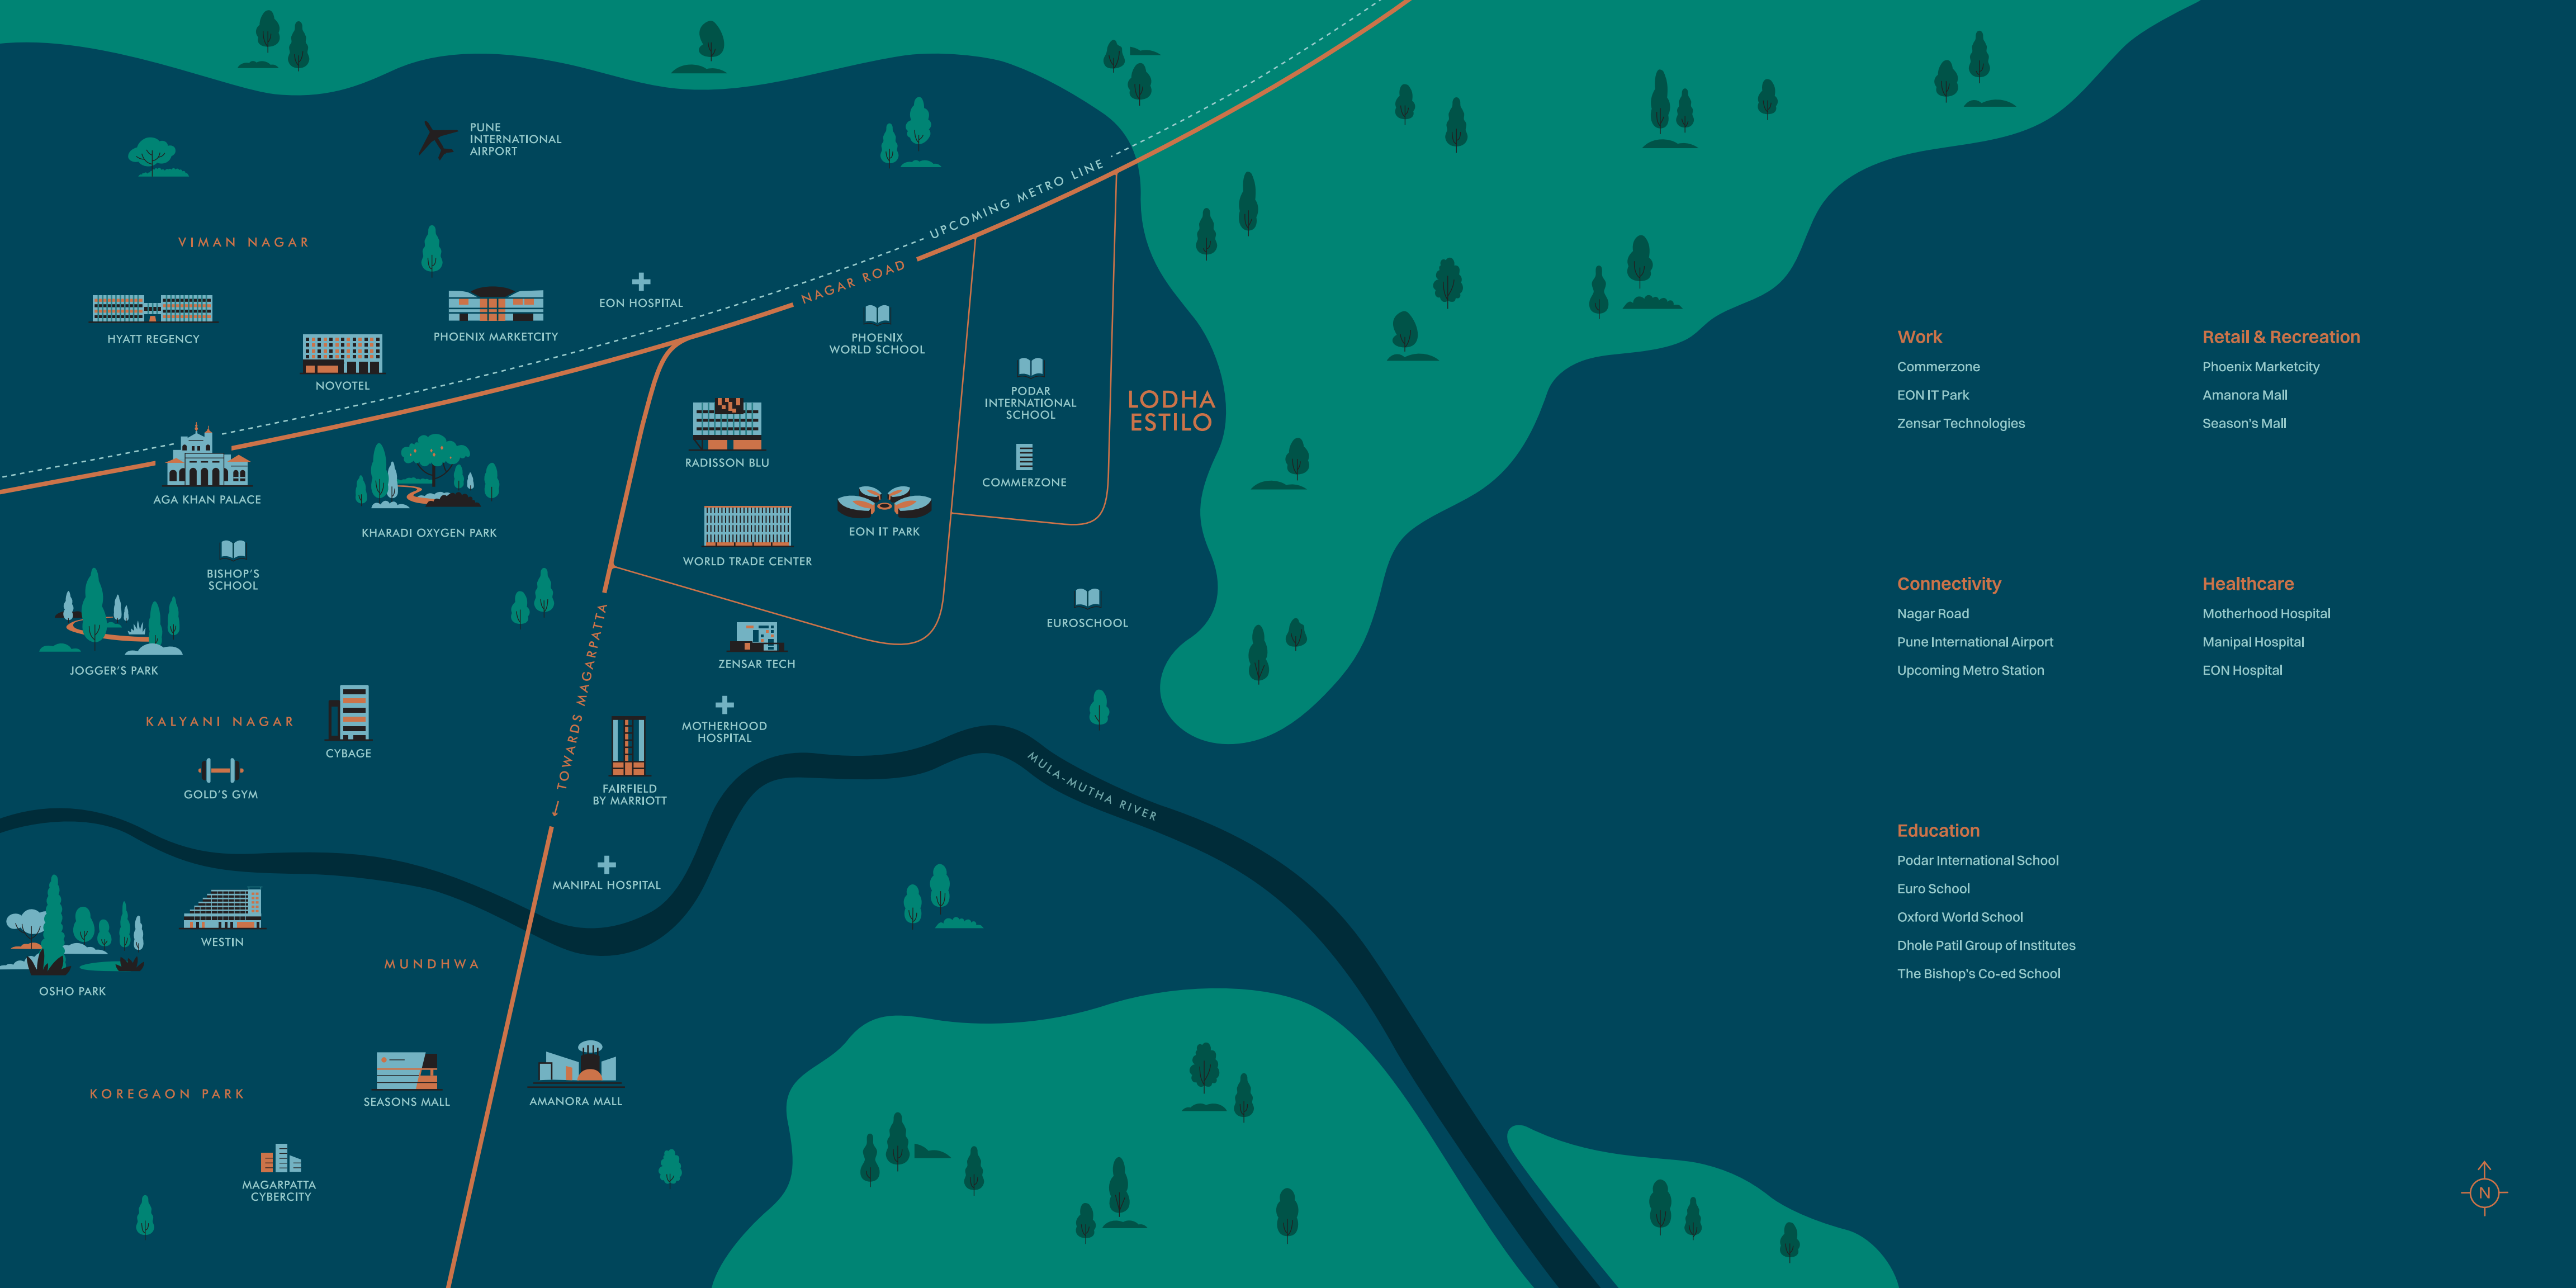 PUNE
INTERNATIONAL
AIRPORT
UPCOMING METRO LINE
VIMAN NAGAR
NAGAR ROAD
EON HOSPITAL
HYATT REGENCY
PHOENIX MARKETCITY
PHOENIX
WORLD SCHOOL
NOVOTEL
PODAR
INTERNATIONAL
SCHOOL
LODHA
ESTILO
RADISSON BLU
COMMERZONE
AGA KHAN PALACE
KHARADI OXYGEN PARK
EON IT PARK
WORLD TRADE CENTER
BISHOP'S
SCHOOL
EUROSCHOOL
JOGGER'S PARK
ZENSAR TECH
← TOWARDS MAGARPATTA
KALYANI NAGAR
CYBAGE
MOTHERHOOD
HOSPITAL
GOLD'S GYM
FAIRFIELD
BY MARRIOTT
MULA-MUTHA RIVER
MANIPAL HOSPITAL
WESTIN
MUNDHWA
OSHO PARK
KOREGAON PARK
SEASONS MALL
AMANORA MALL
MAGARPATTA
CYBERCITY
Work
Commerzone
EON IT Park
Zensar Technologies
Retail & Recreation
Phoenix Marketcity
Amanora Mall
Season's Mall
Connectivity
Nagar Road
Pune International Airport
Upcoming Metro Station
Healthcare
Motherhood Hospital
Manipal Hospital
EON Hospital
Education
Podar International School
Euro School
Oxford World School
Dhole Patil Group of Institutes
The Bishop's Co-ed School
N